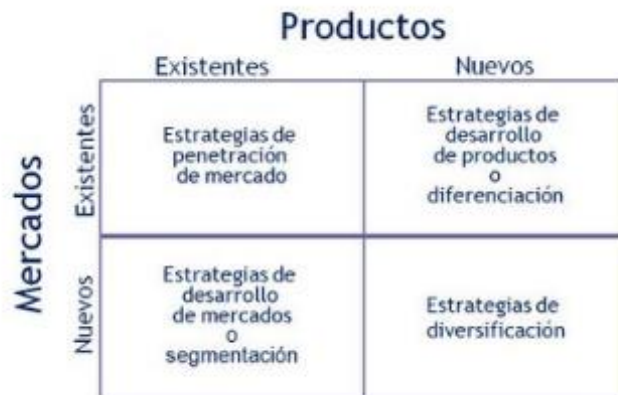 Productos
Existentes
Nuevos
Mercados
Existentes
Estrategias de
penetración
de mercado
Estrategias de
desarrollo
de productos
o
diferenciación
Nuevos
Estrategias de
desarrollo
de mercados
o
segmentación
Estrategias de
diversificación